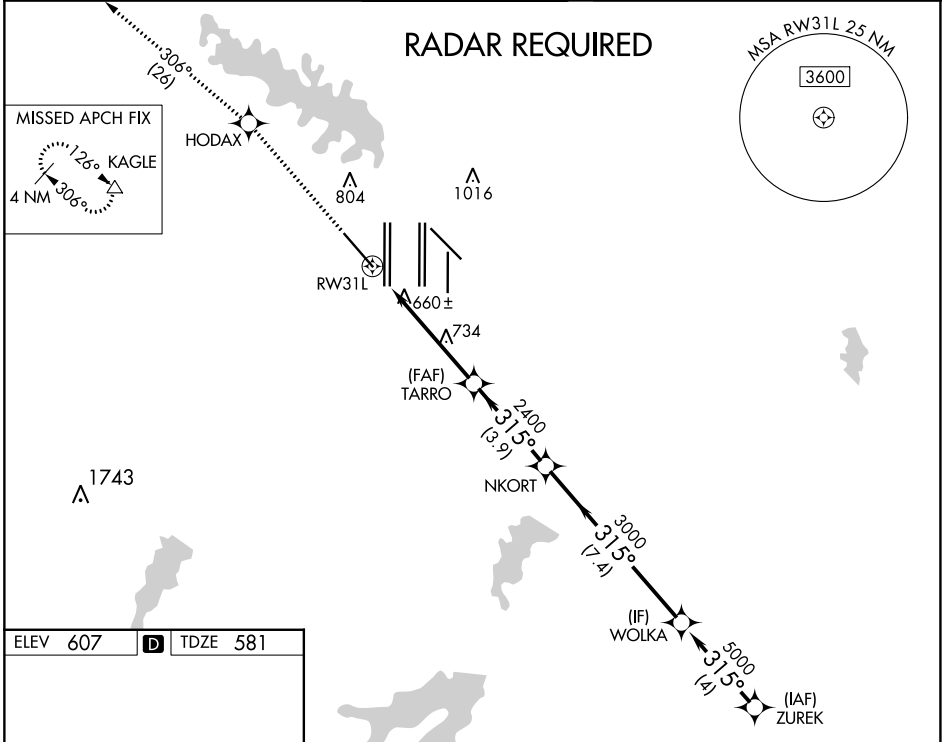 RADAR REQUIRED
MSA RW31L 25 NM
3600
306°
(26)
HODAX
MISSED APCH FIX
126°
KAGLE
4 NM
306°
804
1016
RW31L
660 ±
734
(FAF)
TARRO
2400
315°
(3.9)
NKORT
1743
3000
315°
(7.4)
(IF)
WOLKA
5000
315°
(4)
(IAF)
ZUREK
ELEV 607 D TDZE 581